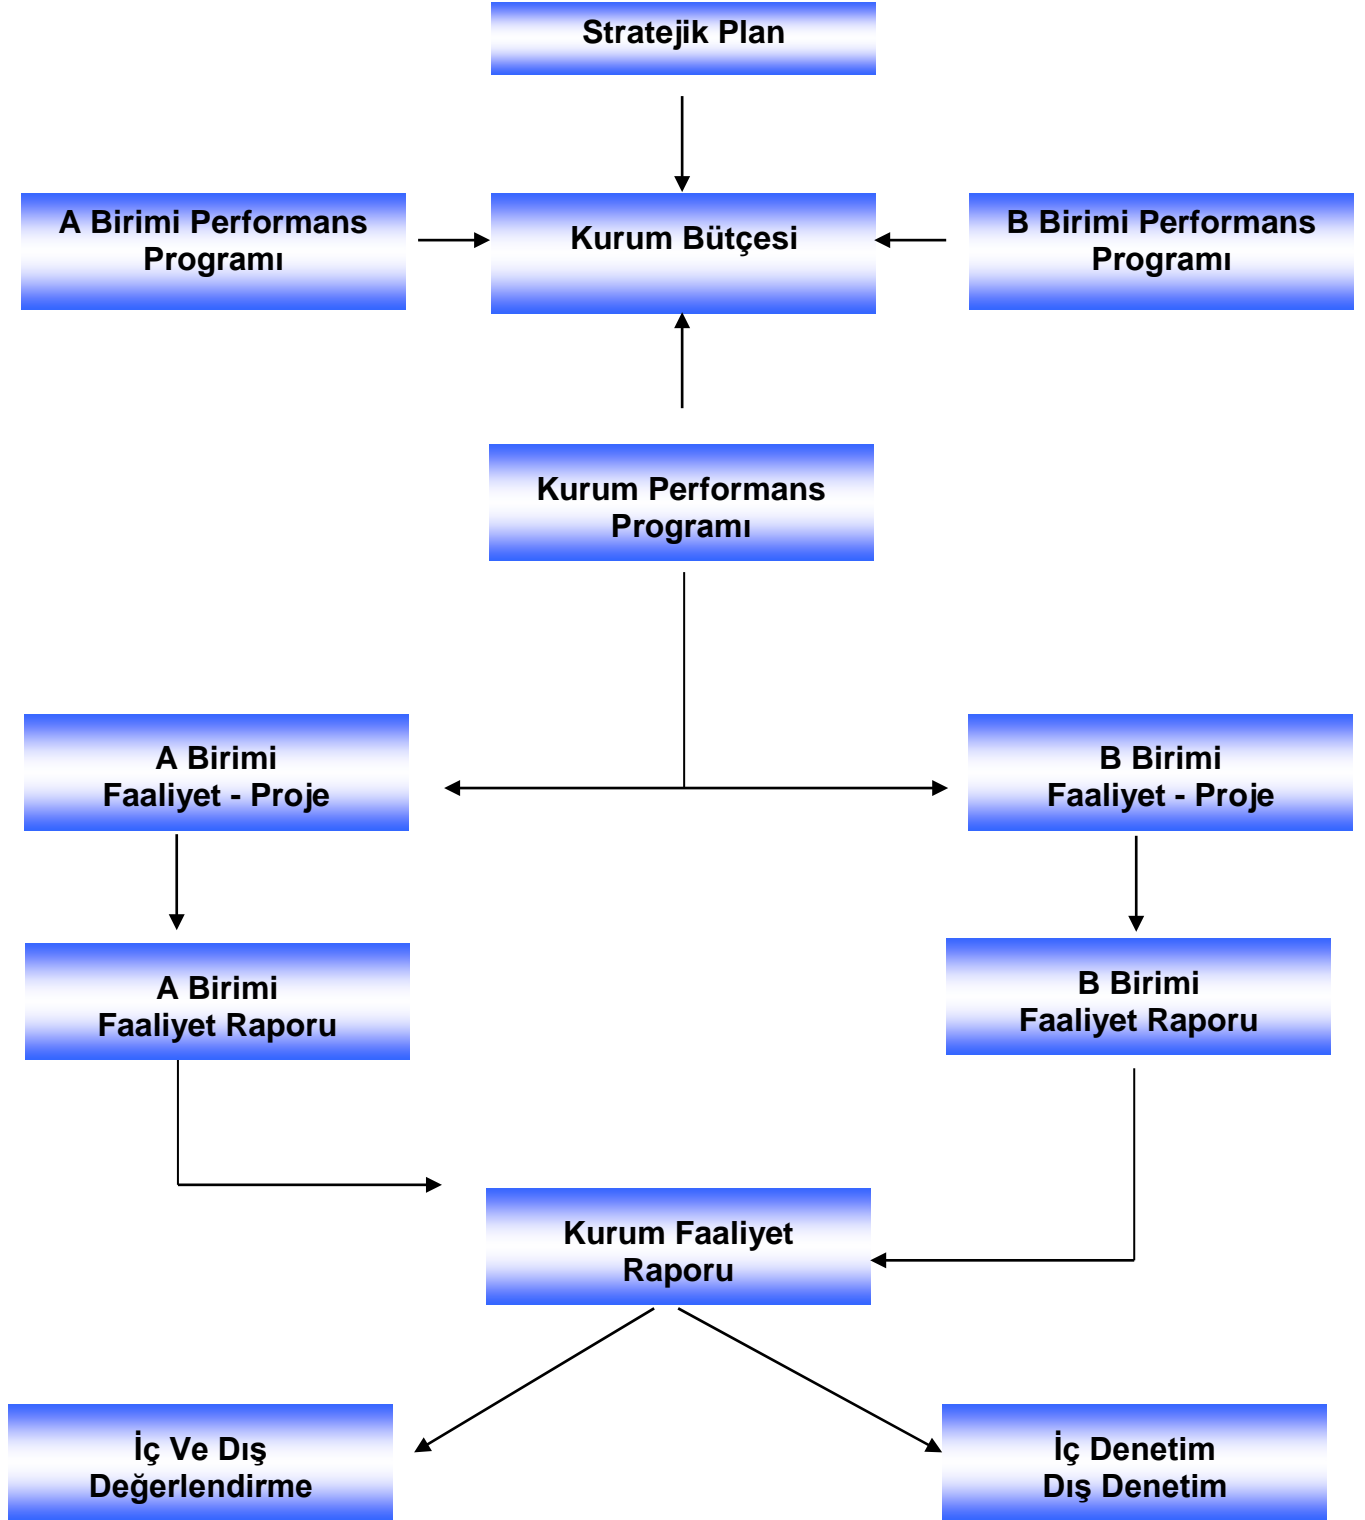 Stratejik Plan
A Birimi Performans
Programı
Kurum Bütçesi
B Birimi Performans
Programı
Kurum Performans
Programı
A Birimi
Faaliyet - Proje
B Birimi
Faaliyet - Proje
A Birimi
Faaliyet Raporu
B Birimi
Faaliyet Raporu
Kurum Faaliyet
Raporu
İç Ve Dış
Değerlendirme
İç Denetim
Dış Denetim